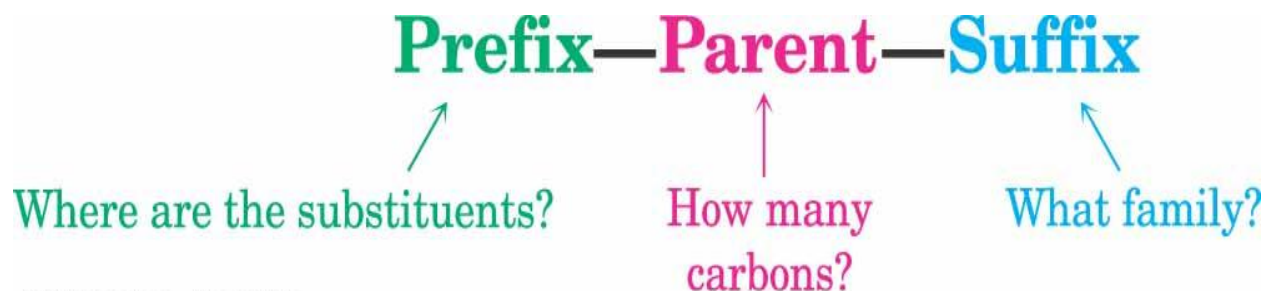 Prefix—Parent—Suffix
Where are the substituents?
How many
carbons?
What family?